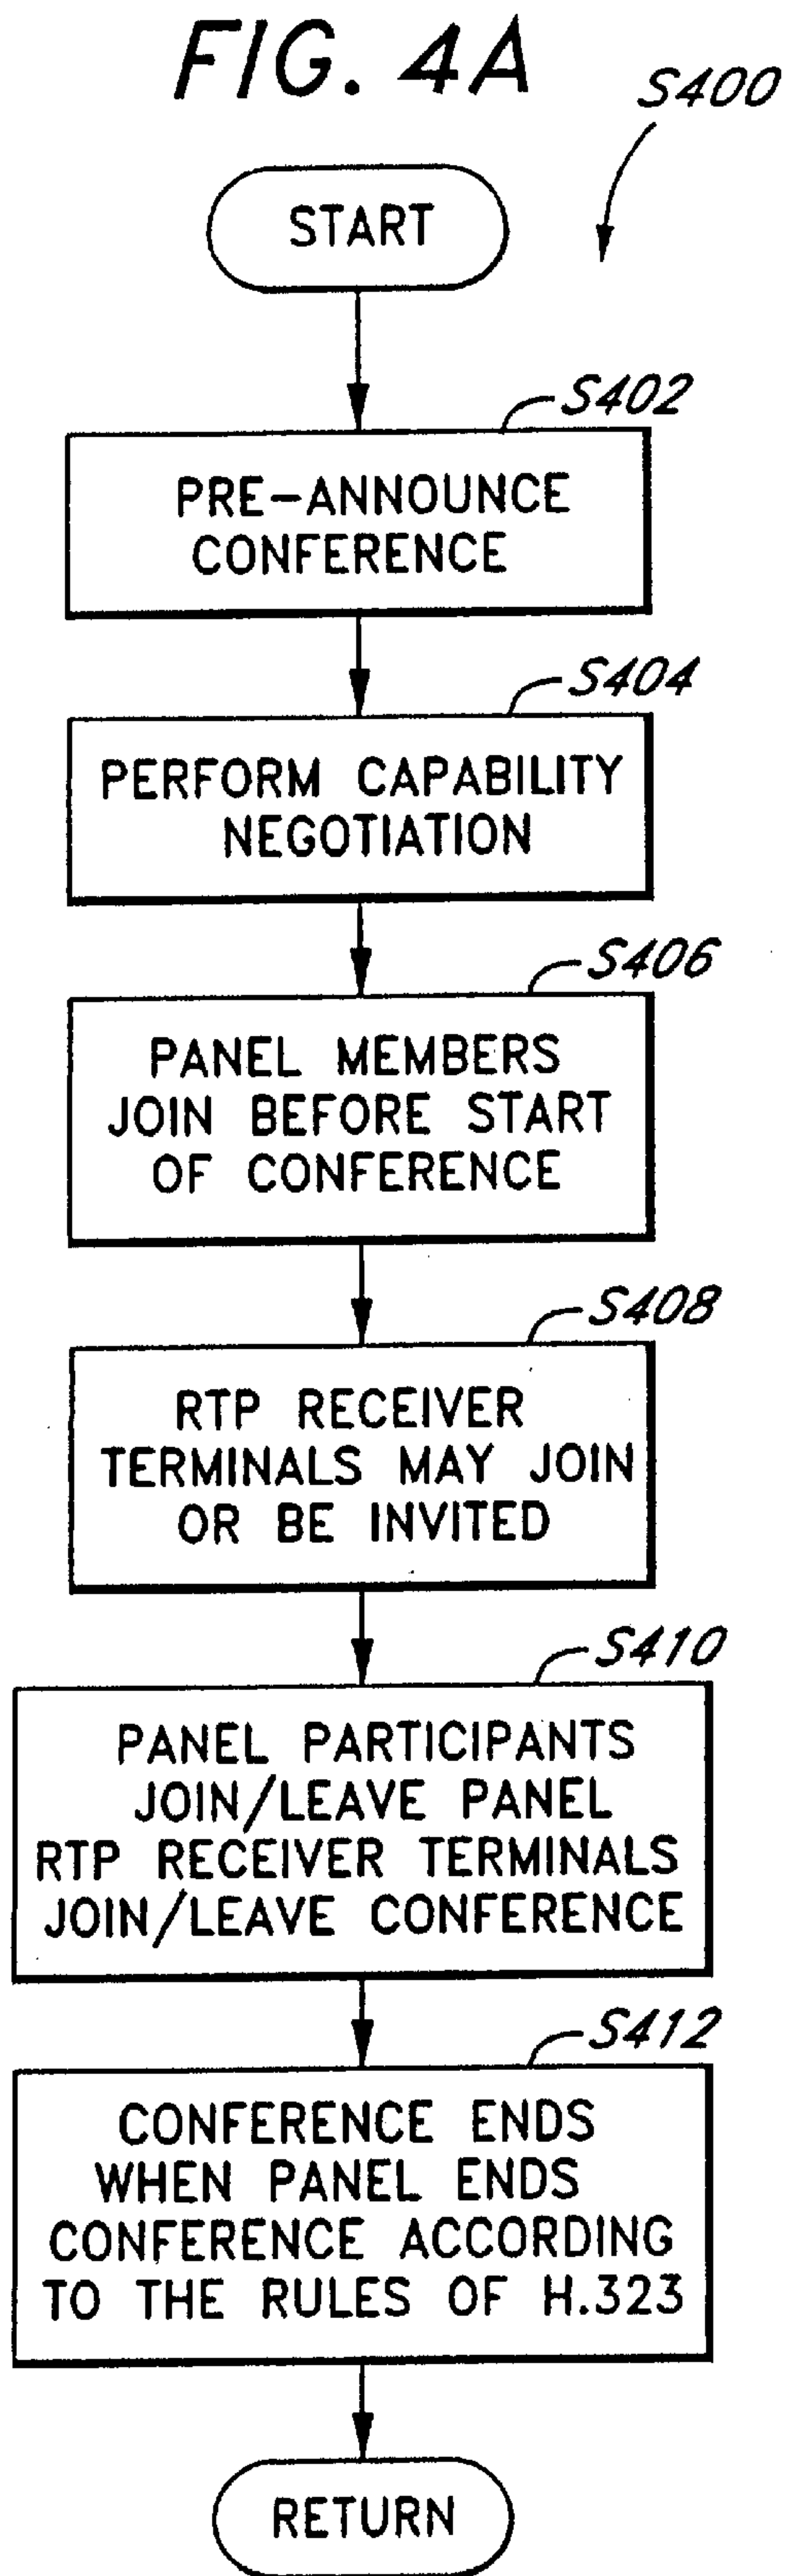 FIG. 4A
S400
START
S402
PRE-ANNOUNCE
CONFERENCE
S404
PERFORM CAPABILITY
NEGOTIATION
S406
PANEL MEMBERS
JOIN BEFORE START
OF CONFERENCE
S408
RTP RECEIVER
TERMINALS MAY JOIN
OR BE INVITED
S410
PANEL PARTICIPANTS
JOIN/LEAVE PANEL
RTP RECEIVER TERMINALS
JOIN/LEAVE CONFERENCE
S412
CONFERENCE ENDS
WHEN PANEL ENDS
CONFERENCE ACCORDING
TO THE RULES OF H.323
RETURN